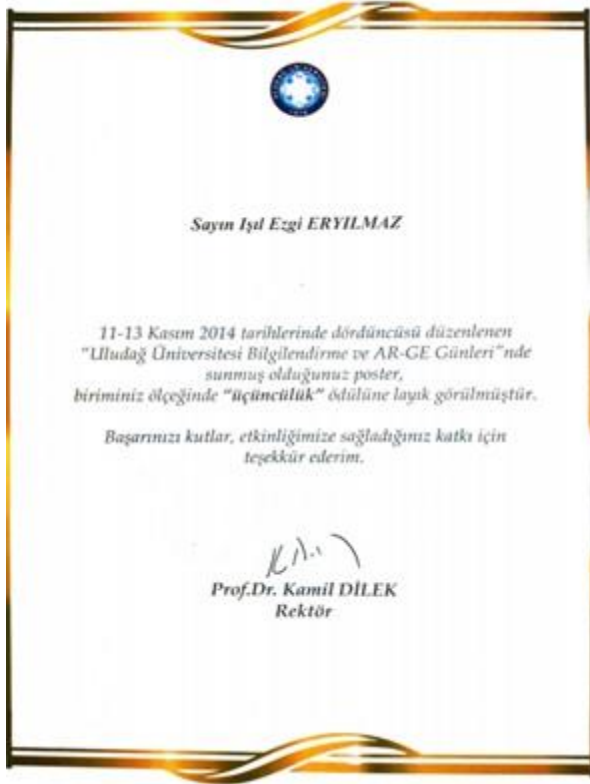 Sayın Işıl Ezgi ERYILMAZ
11-13 Kasım 2014 tarihlerinde dördüncüsü düzenlenen
"Uludağ Üniversitesi Bilgilendirme ve AR-GE Günleri"nde
sunmuş olduğunuz poster,
biriminiz ölçeğinde "üçüncülük" ödülüne layık görülmüştür.
Başarınızı kutlar, etkinliğimize sağladığınız katkı için
teşekkür ederim.
Prof.Dr. Kamil DİLEK
Rektör